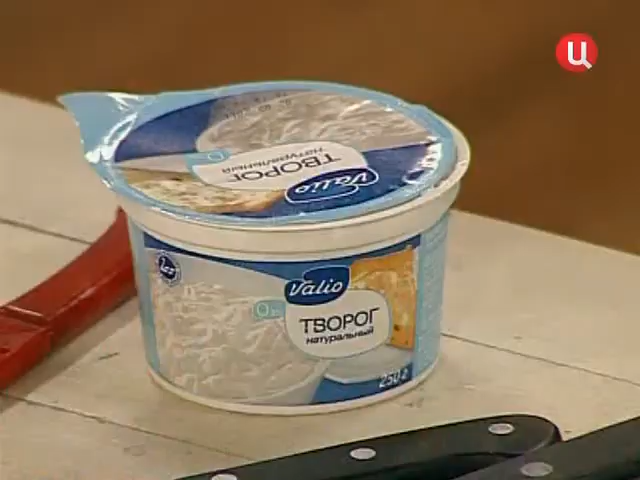 Ц
ТВОРОГ
натуральный
Valio
Valio
0%
ТВОРОГ
натуральный
250 г